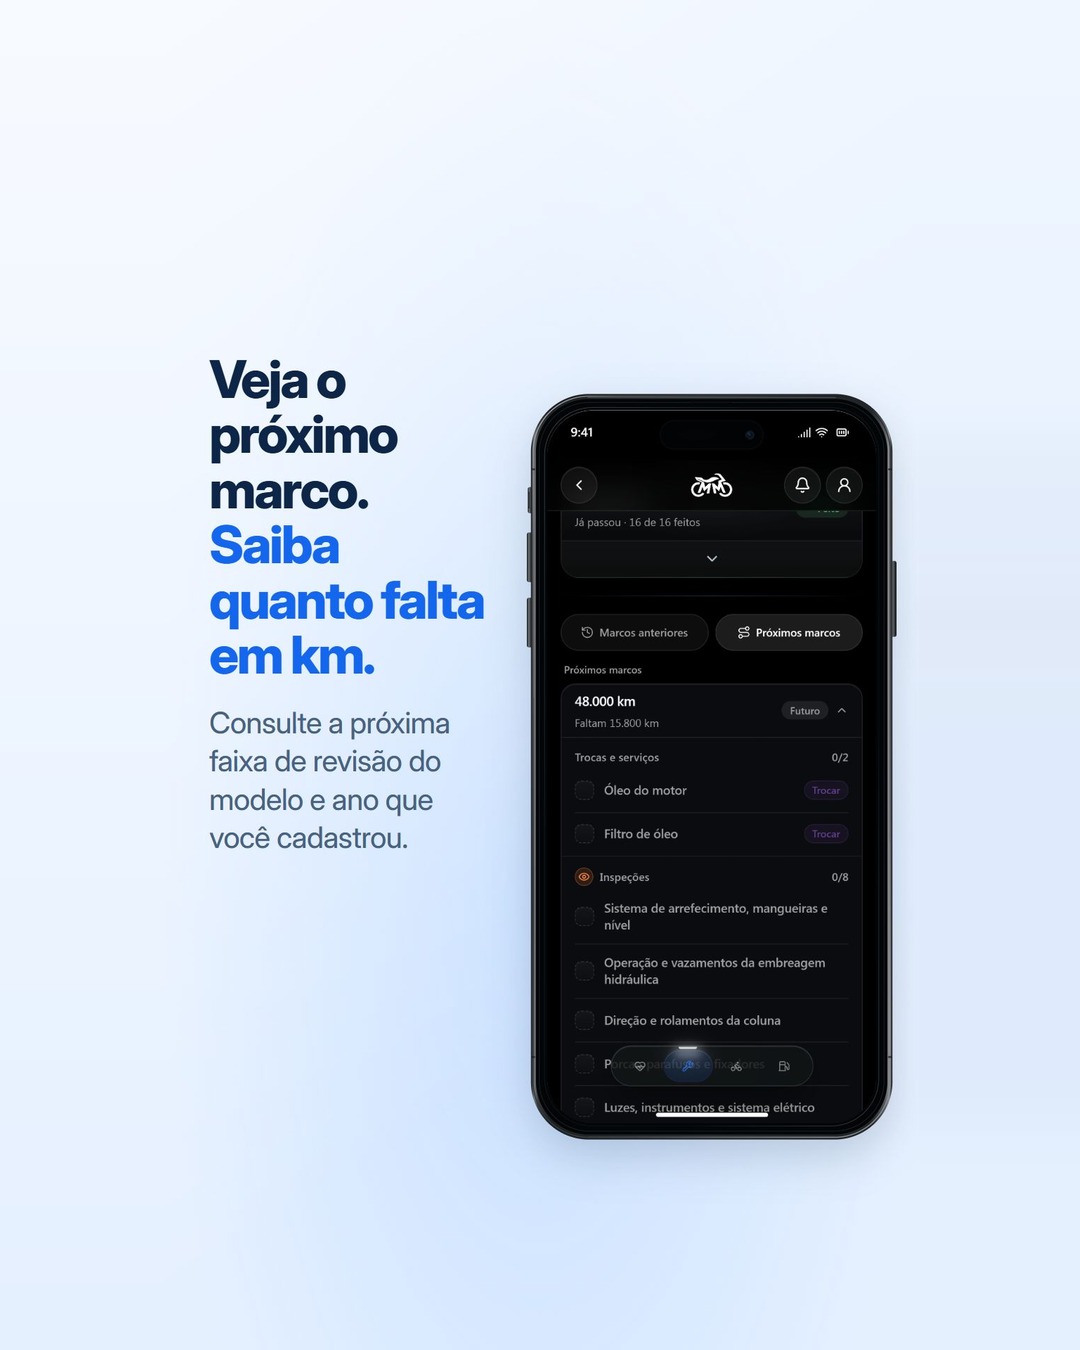 Veja o
próximo
marco.
Saiba
quanto falta
em km.
Consulte a próxima
faixa de revisão do
modelo e ano que
você cadastrou.
9:41
Já passou · 16 de 16 feitos
Marcos anteriores
Próximos marcos
Próximos marcos
48.000 km
Faltam 15.800 km
Futuro
Trocas e serviços
0/2
Óleo do motor
Trocar
Filtro de óleo
Trocar
Inspeções
0/8
Sistema de arrefecimento, mangueiras e
nível
Operação e vazamentos da embreagem
hidráulica
Direção e rolamentos da coluna
Porcas, parafusos e fixadores
Luzes, instrumentos e sistema elétrico